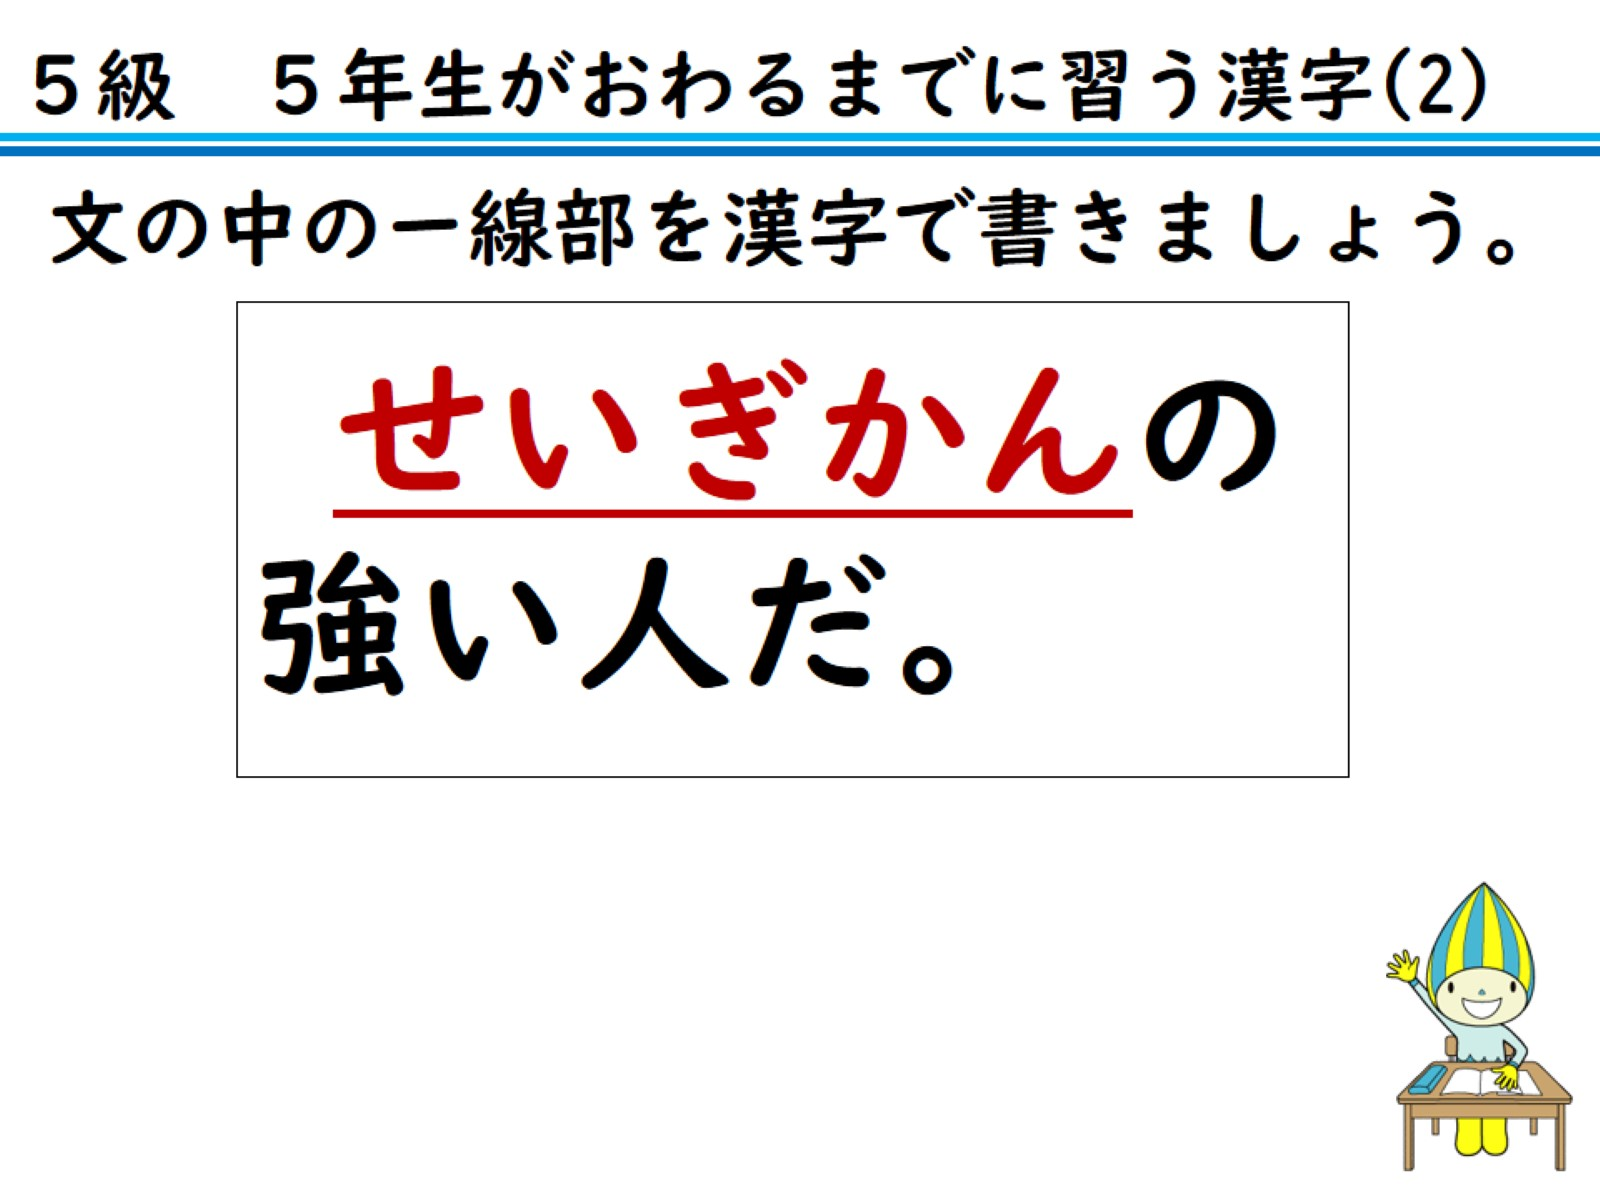 ５級　５年生がおわるまでに習う漢字(2)
文の中の一線部を漢字で書きましょう。
せいぎかんの
強い人だ。